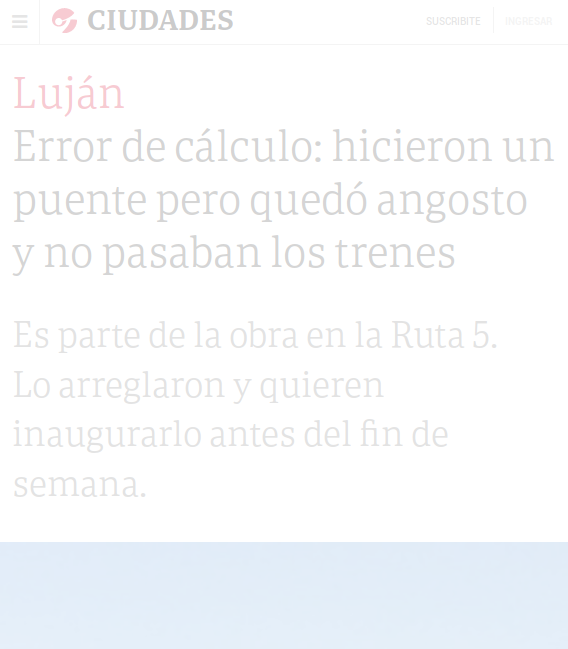 CIUDADES
SUSCRIBITE
INGRESAR
Luján
Error de cálculo: hicieron un
puente pero quedó angosto
y no pasaban los trenes
Es parte de la obra en la Ruta 5.
Lo arreglaron y quieren
inaugurarlo antes del fin de
semana.